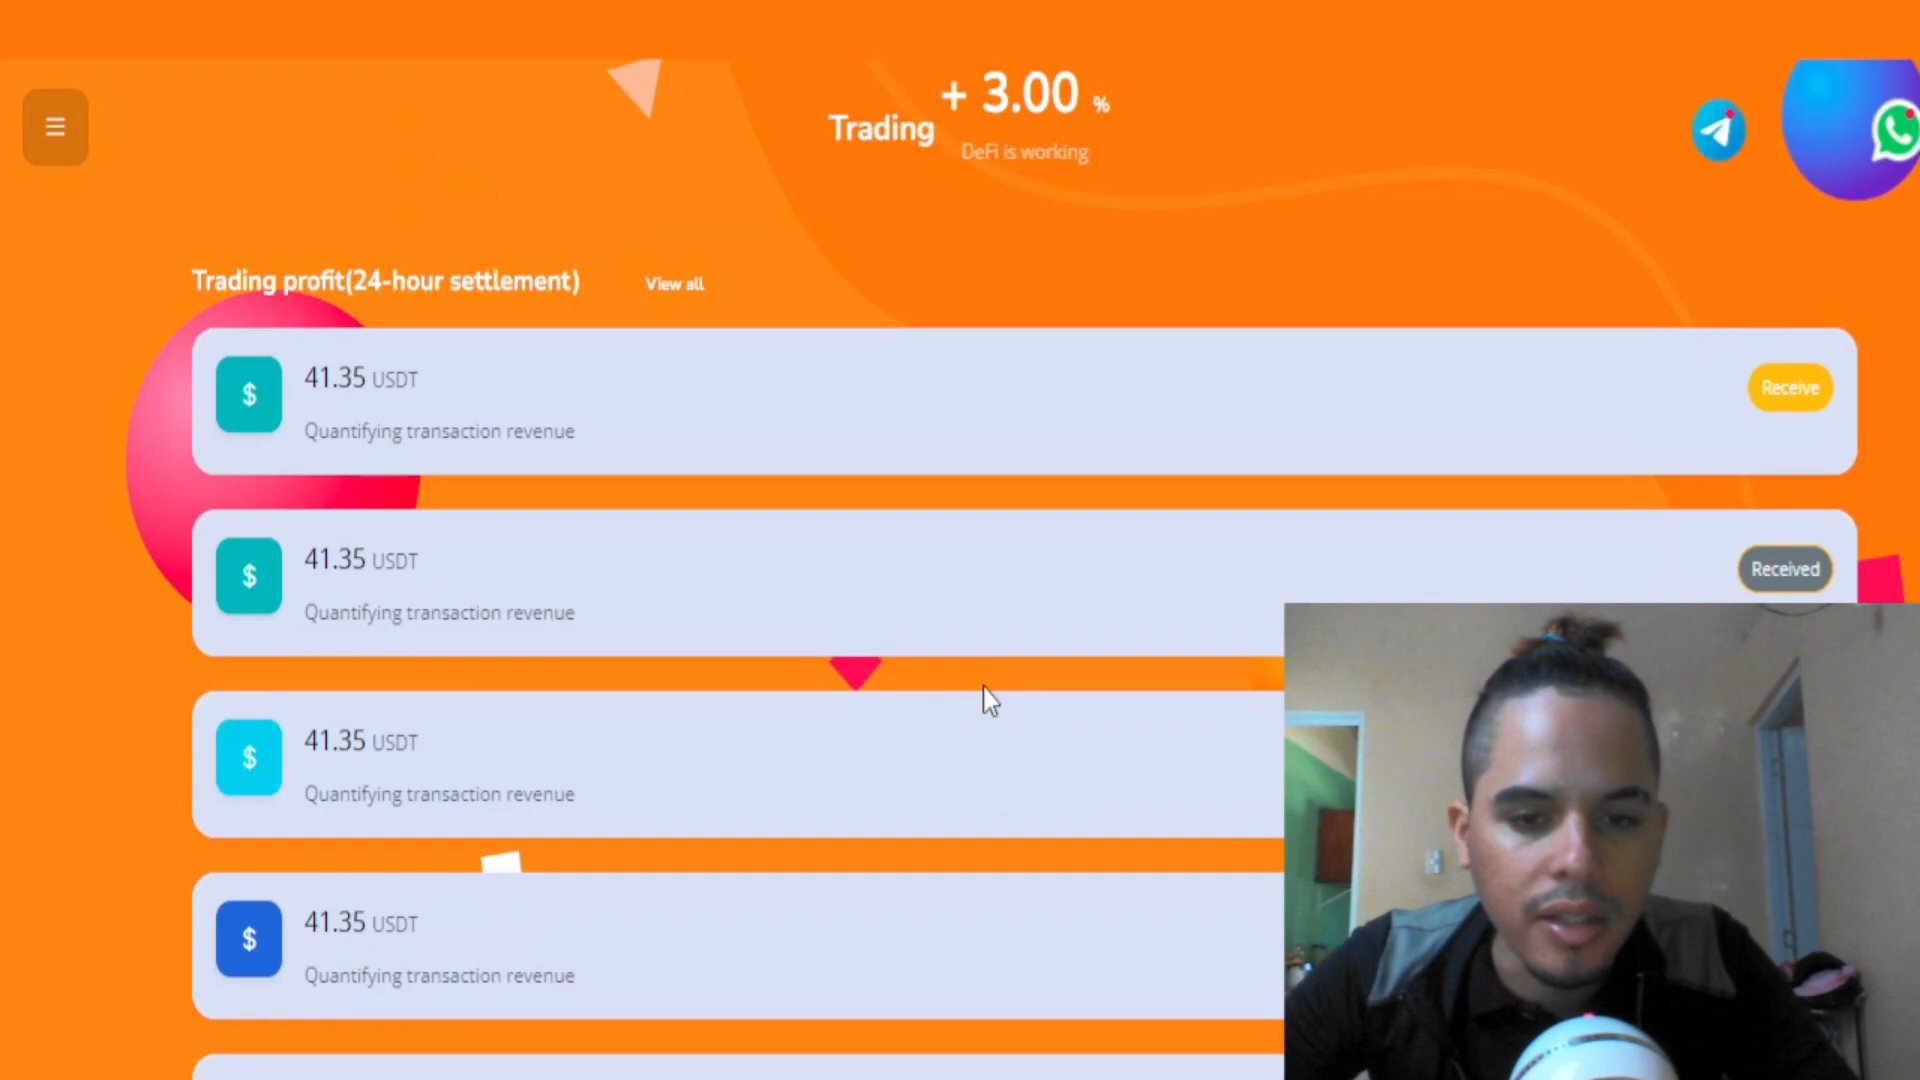 Trading
+ 3.00 %
DeFi is working
Trading profit(24-hour settlement)
View all
$
41.35 USDT
Quantifying transaction revenue
Receive
$
41.35 USDT
Quantifying transaction revenue
Received
$
41.35 USDT
Quantifying transaction revenue
$
41.35 USDT
Quantifying transaction revenue